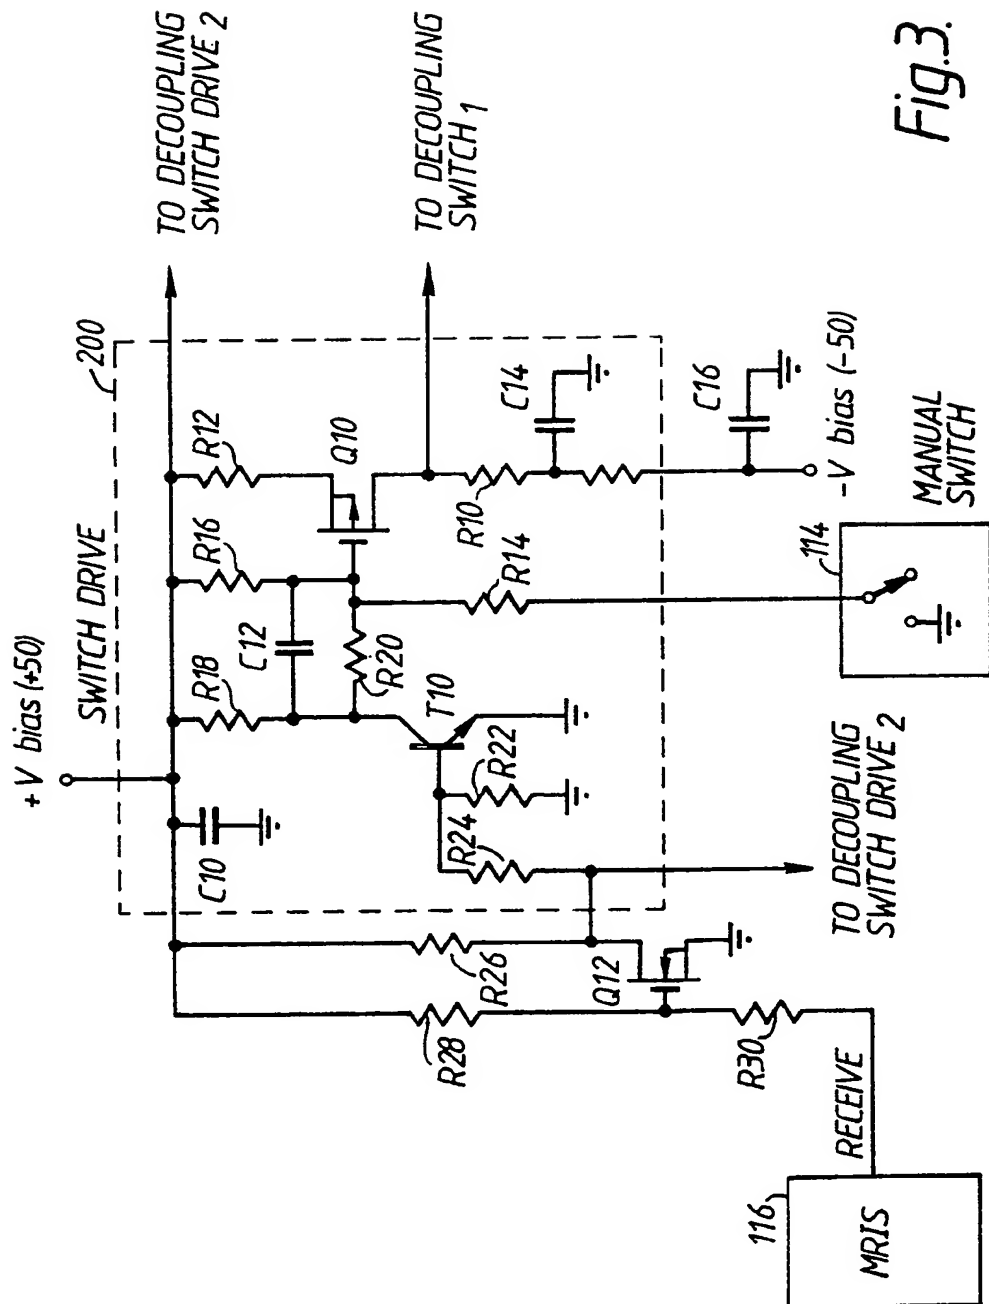 +V bias (+50)
SWITCH DRIVE
200
TO DECOUPLING
SWITCH DRIVE 2
C10
R18
R16
R12
C12
Q10
R20
T10
R22
R24
R14
R10
C14
C16
TO DECOUPLING
SWITCH 1
-V bias (-50)
MANUAL
SWITCH
114
R26
R28
Q12
R30
TO DECOUPLING
SWITCH DRIVE 2
RECEIVE
116
MRIS
Fig.3.